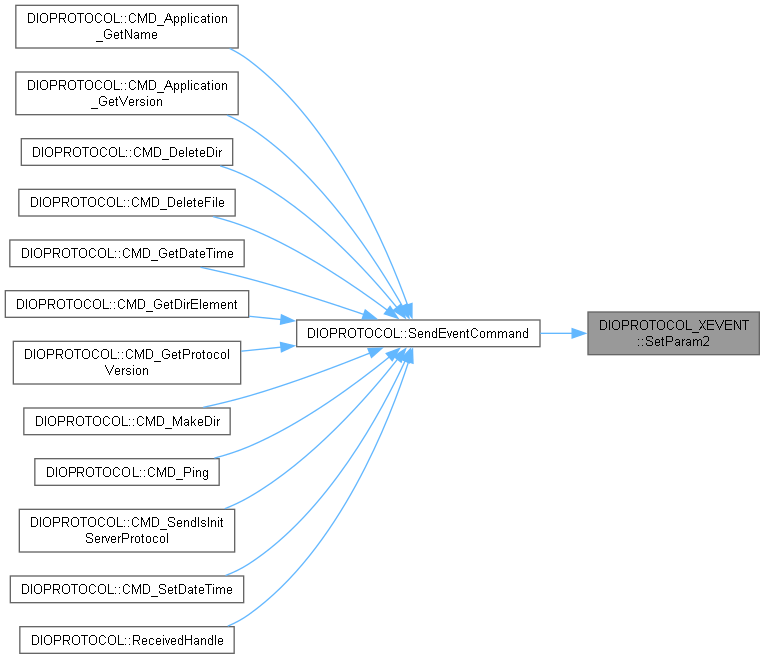 DIOPROTOCOL::CMD_Application
_GetName
DIOPROTOCOL::CMD_Application
_GetVersion
DIOPROTOCOL::CMD_DeleteDir
DIOPROTOCOL::CMD_DeleteFile
DIOPROTOCOL::CMD_GetDateTime
DIOPROTOCOL::CMD_GetDirElement
DIOPROTOCOL::CMD_GetProtocol
Version
DIOPROTOCOL::CMD_MakeDir
DIOPROTOCOL::CMD_Ping
DIOPROTOCOL::CMD_SendIsInit
ServerProtocol
DIOPROTOCOL::CMD_SetDateTime
DIOPROTOCOL::ReceivedHandle
DIOPROTOCOL::SendEventCommand
DIOPROTOCOL_XEVENT
::SetParam2